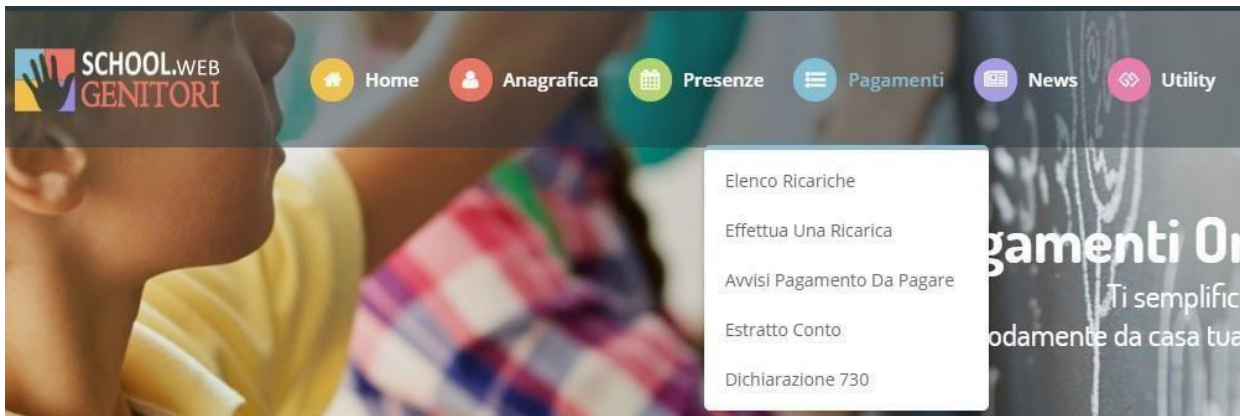 SCHOOL.WEB
GENITORI
Home
Anagrafica
Presenze
Pagamenti
News
Utility
Elenco Ricariche
Effettua Una Ricarica
Avvisi Pagamento Da Pagare
Estratto Conto
Dichiarazione 730
gamenti O
Ti semplific
odamente da casa tua